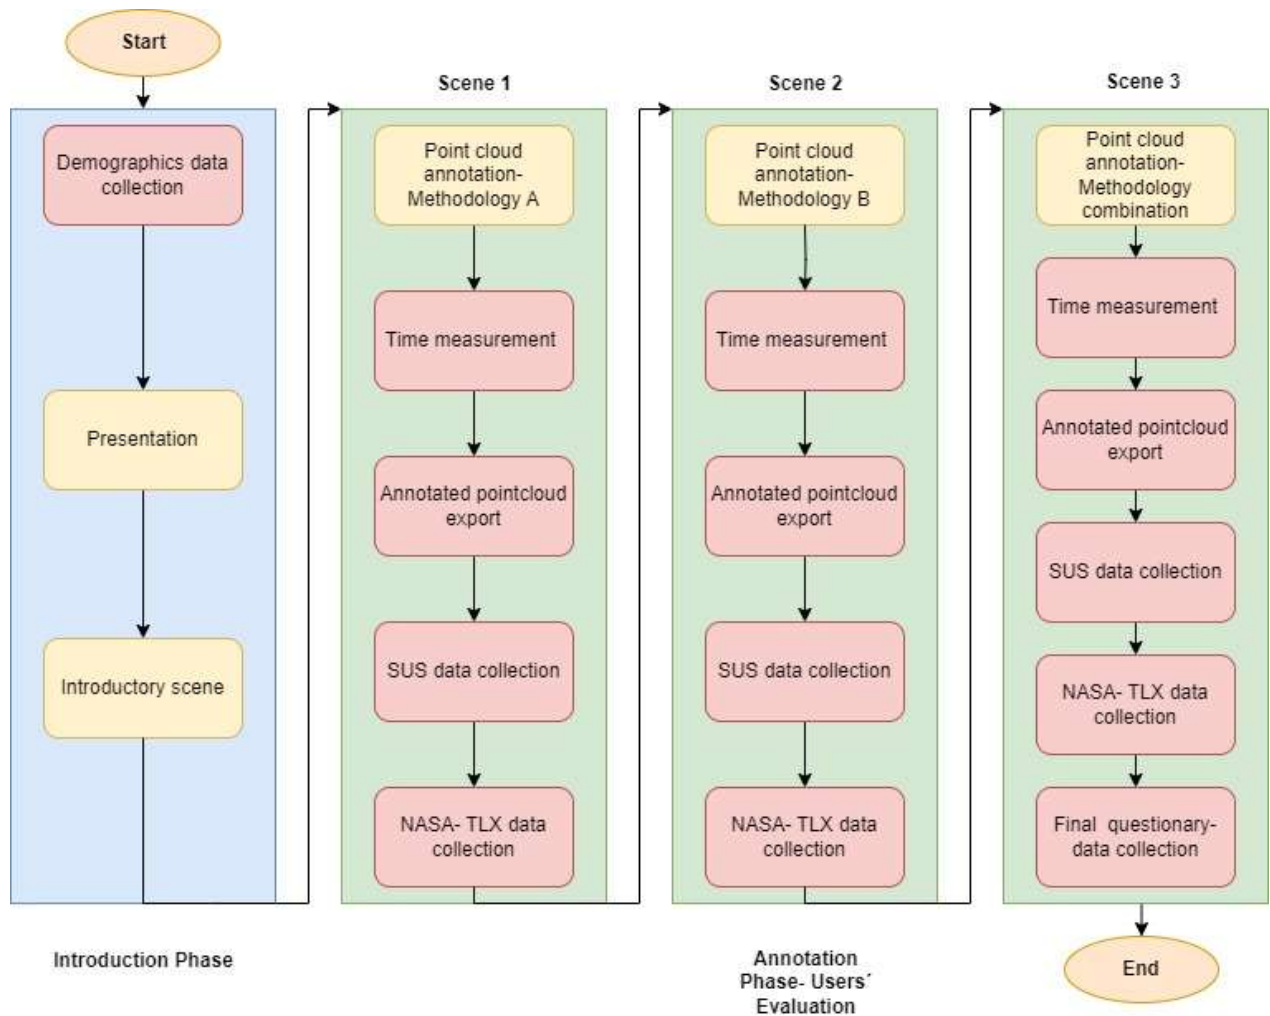 Start
Demographics data
collection
Presentation
Introductory scene
Introduction Phase
Scene 1
Point cloud
annotation-
Methodology A
Time measurement
Annotated pointcloud
export
SUS data collection
NASA- TLX data
collection
Scene 2
Point cloud
annotation-
Methodology B
Time measurement
Annotated pointcloud
export
SUS data collection
NASA- TLX data
collection
Annotation
Phase- Users´
Evaluation
Scene 3
Point cloud
annotation-
Methodology
combination
Time measurement
Annotated pointcloud
export
SUS data collection
NASA- TLX data
collection
Final questionary-
data collection
End